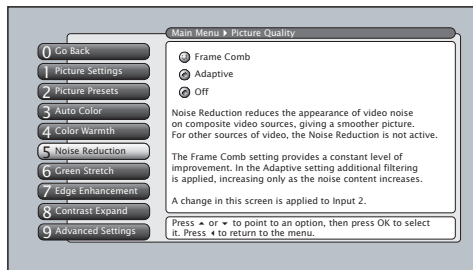 Main Menu ▸ Picture Quality
0 Go Back
1 Picture Settings
2 Picture Presets
3 Auto Color
4 Color Warmth
5 Noise Reduction
6 Green Stretch
7 Edge Enhancement
8 Contrast Expand
9 Advanced Settings
Frame Comb
Adaptive
Off
Noise Reduction reduces the appearance of video noise
on composite video sources, giving a smoother picture.
For other sources of video, the Noise Reduction is not active.
The Frame Comb setting provides a constant level of
improvement. In the Adaptive setting additional filtering
is applied, increasing only as the noise content increases.
A change in this screen is applied to Input 2.
Press ▴ or ▾ to point to an option, then press OK to select
it. Press ◂ to return to the menu.